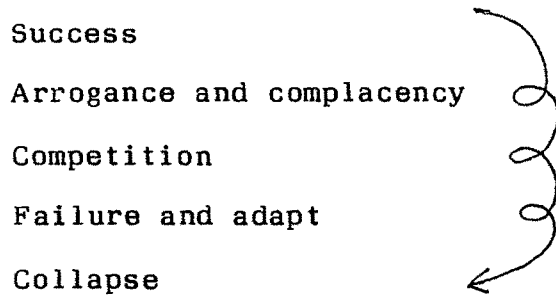 Success
Arrogance and complacency
Competition
Failure and adapt
Collapse